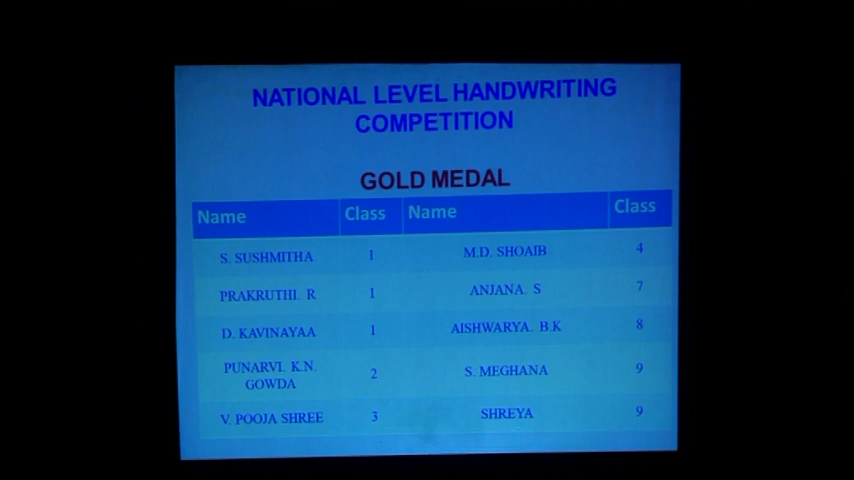 NATIONAL LEVEL HANDWRITING
COMPETITION
GOLD MEDAL
Name Class Name Class
S. SUSHMITHA 1 M.D. SHOAIB 4
PRAKRUTHI. R 1 ANJANA. S 7
D. KAVINAYAA 1 AISHWARYA. B.K 8
PUNARVI. K.N.
GOWDA 2 S. MEGHANA 9
V. POOJA SHREE 3 SHREYA 9